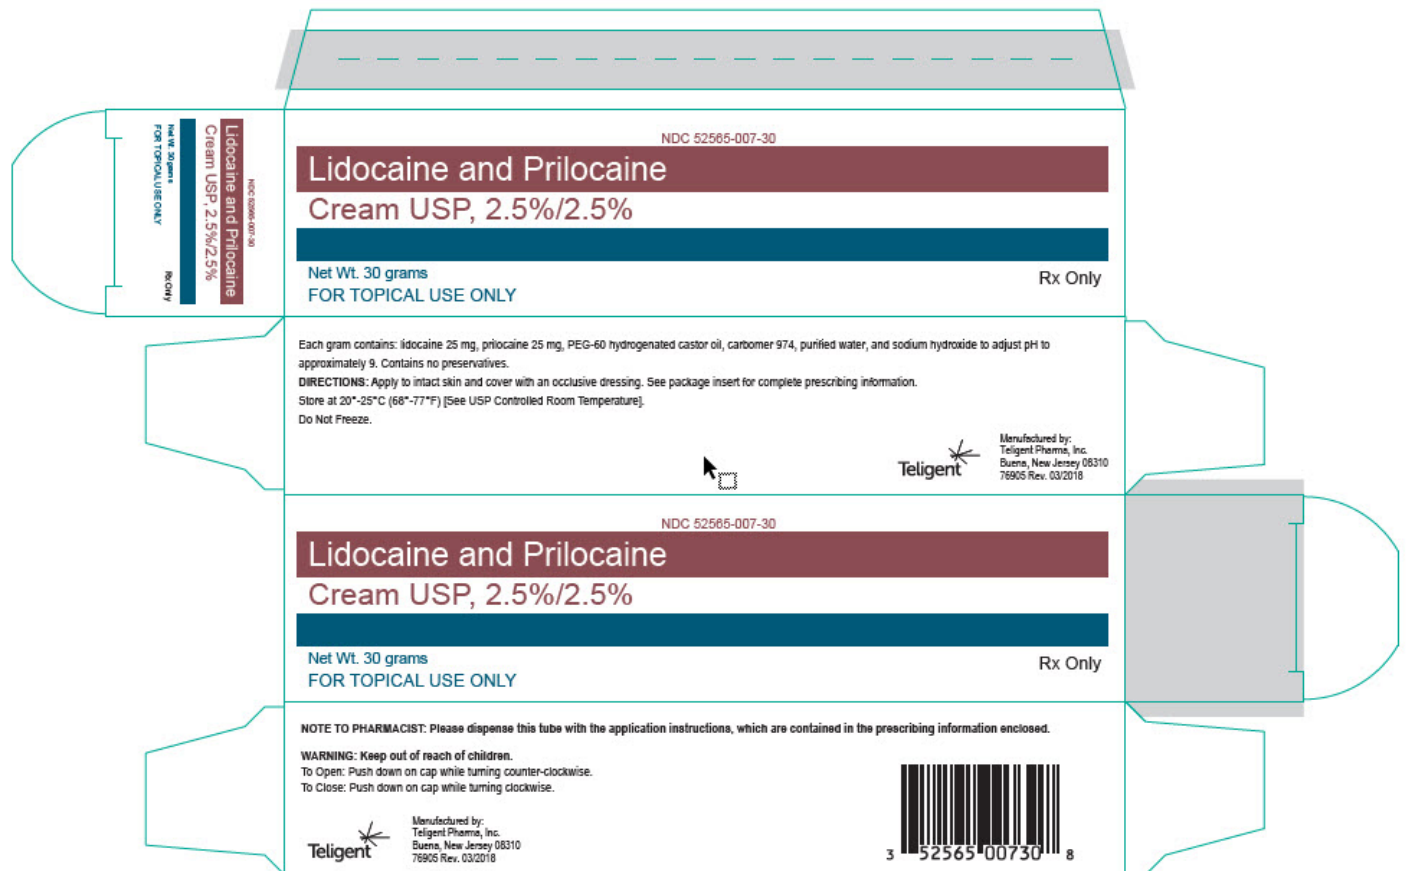 NDC 52565-007-30
Lidocaine and Prilocaine
Cream USP, 2.5%/2.5%
Net Wt. 30 grams
FOR TOPICAL USE ONLY
Rx Only
NDC 52565-007-30
Lidocaine and Prilocaine
Cream USP, 2.5%/2.5%
Net Wt. 30 grams
FOR TOPICAL USE ONLY
Rx Only
Each gram contains: lidocaine 25 mg, prilocaine 25 mg, PEG-60 hydrogenated castor oil, carbomer 974, purified water, and sodium hydroxide to adjust pH to
approximately 9. Contains no preservatives.
DIRECTIONS: Apply to intact skin and cover with an occlusive dressing. See package insert for complete prescribing information.
Store at 20°-25°C (68°-77°F) [See USP Controlled Room Temperature].
Do Not Freeze.
Teligent
Manufactured by:
Teligent Pharma, Inc.
Buena, New Jersey 08310
76905 Rev. 03/2018
NDC 52565-007-30
Lidocaine and Prilocaine
Cream USP, 2.5%/2.5%
Net Wt. 30 grams
FOR TOPICAL USE ONLY
Rx Only
NOTE TO PHARMACIST: Please dispense this tube with the application instructions, which are contained in the prescribing information enclosed.
WARNING: Keep out of reach of children.
To Open: Push down on cap while turning counter-clockwise.
To Close: Push down on cap while turning clockwise.
Teligent
Manufactured by:
Teligent Pharma, Inc.
Buena, New Jersey 08310
76905 Rev. 03/2018
3 52565 00730 8